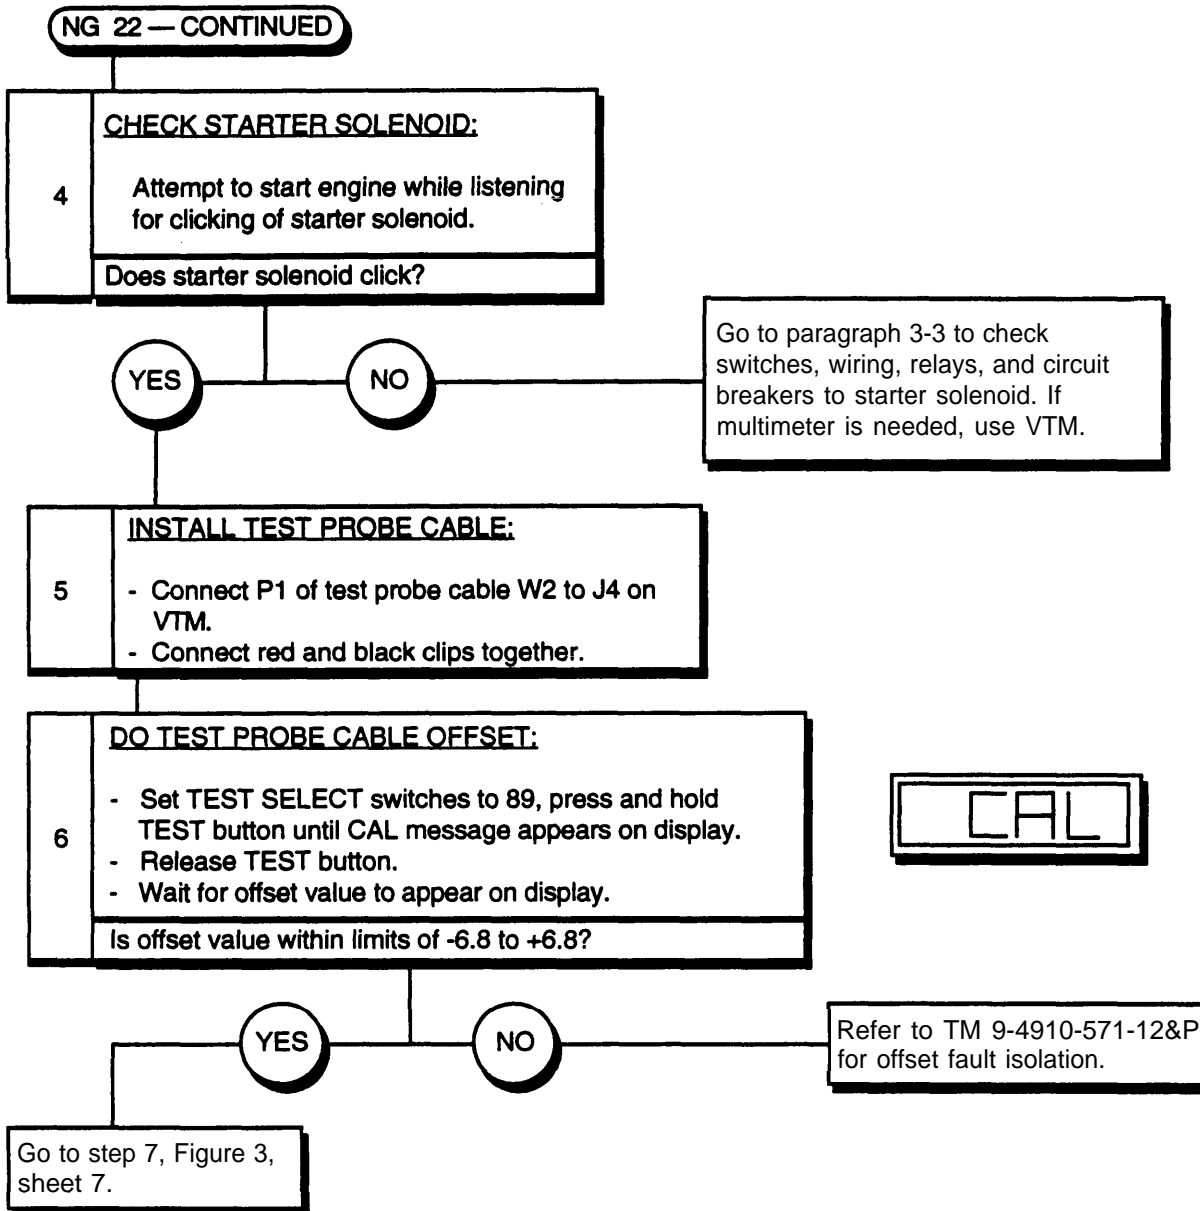 NG 22 — CONTINUED
4
CHECK STARTER SOLENOID:
Attempt to start engine while listening
for clicking of starter solenoid.
Does starter solenoid click?
YES
NO
Go to paragraph 3-3 to check
switches, wiring, relays, and circuit
breakers to starter solenoid. If
multimeter is needed, use VTM.
5
INSTALL TEST PROBE CABLE:
- Connect P1 of test probe cable W2 to J4 on
VTM.
- Connect red and black clips together.
6
DO TEST PROBE CABLE OFFSET:
- Set TEST SELECT switches to 89, press and hold
TEST button until CAL message appears on display.
- Release TEST button.
- Wait for offset value to appear on display.
Is offset value within limits of -6.8 to +6.8?
CAL
YES
NO
Refer to TM 9-4910-571-12&P
for offset fault isolation.
Go to step 7, Figure 3,
sheet 7.